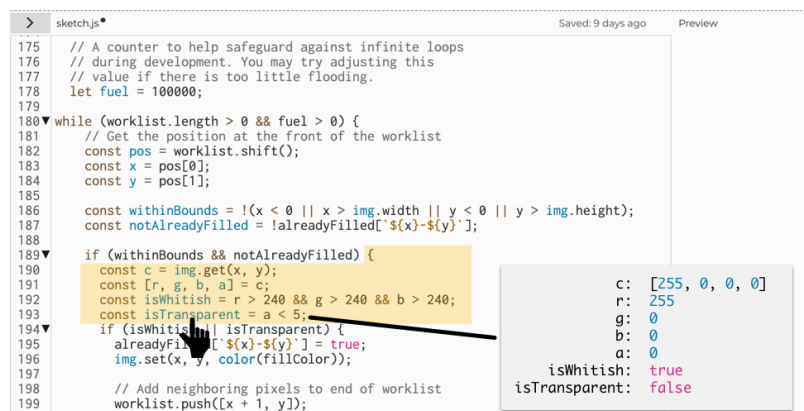 > sketch.js● Saved: 9 days ago Preview
175 // A counter to help safeguard against infinite loops
176 // during development. You may try adjusting this
177 // value if there is too little flooding.
178 let fuel = 100000;
179
180▼ while (worklist.length > 0 && fuel > 0) {
181 // Get the position at the front of the worklist
182 const pos = worklist.shift();
183 const x = pos[0];
184 const y = pos[1];
185
186 const withinBounds = !(x < 0 || x > img.width || y < 0 || y > img.height);
187 const notAlreadyFilled = !alreadyFilled[`${x}-${y}`];
188
189▼ if (withinBounds && notAlreadyFilled) {
190 const c = img.get(x, y);
191 const [r, g, b, a] = c;
192 const isWhitish = r > 240 && g > 240 && b > 240;
193 const isTransparent = a < 5;
194▼ if (isWhitish || isTransparent) {
195 [`${x}-${y}`] = true;
196 img.set(x, y, color(fillColor));
197
198 // Add neighboring pixels to end of worklist
199 worklist.push([x + 1, y]);
c: [255, 0, 0, 0]
r: 255
g: 0
b: 0
a: 0
isWhitish: true
isTransparent: false